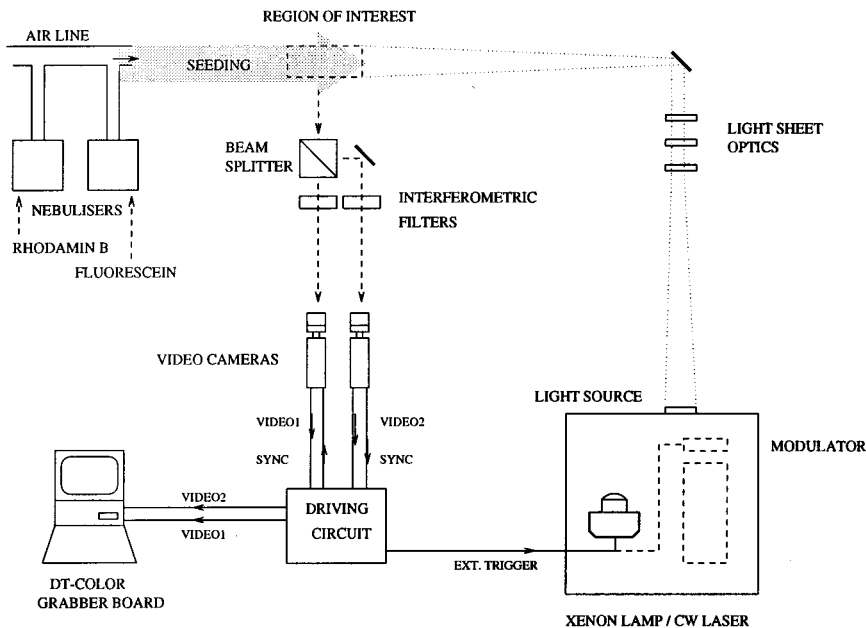 REGION OF INTEREST
AIR LINE
SEEDING
BEAM
SPLITTER
LIGHT SHEET
OPTICS
INTERFEROMETRIC
FILTERS
NEBULISERS
RHODAMIN B
FLUORESCEIN
VIDEO CAMERAS
LIGHT SOURCE
VIDEO1
VIDEO2
MODULATOR
SYNC
SYNC
VIDEO2
VIDEO1
DRIVING
CIRCUIT
EXT. TRIGGER
DT-COLOR
GRABBER BOARD
XENON LAMP / CW LASER